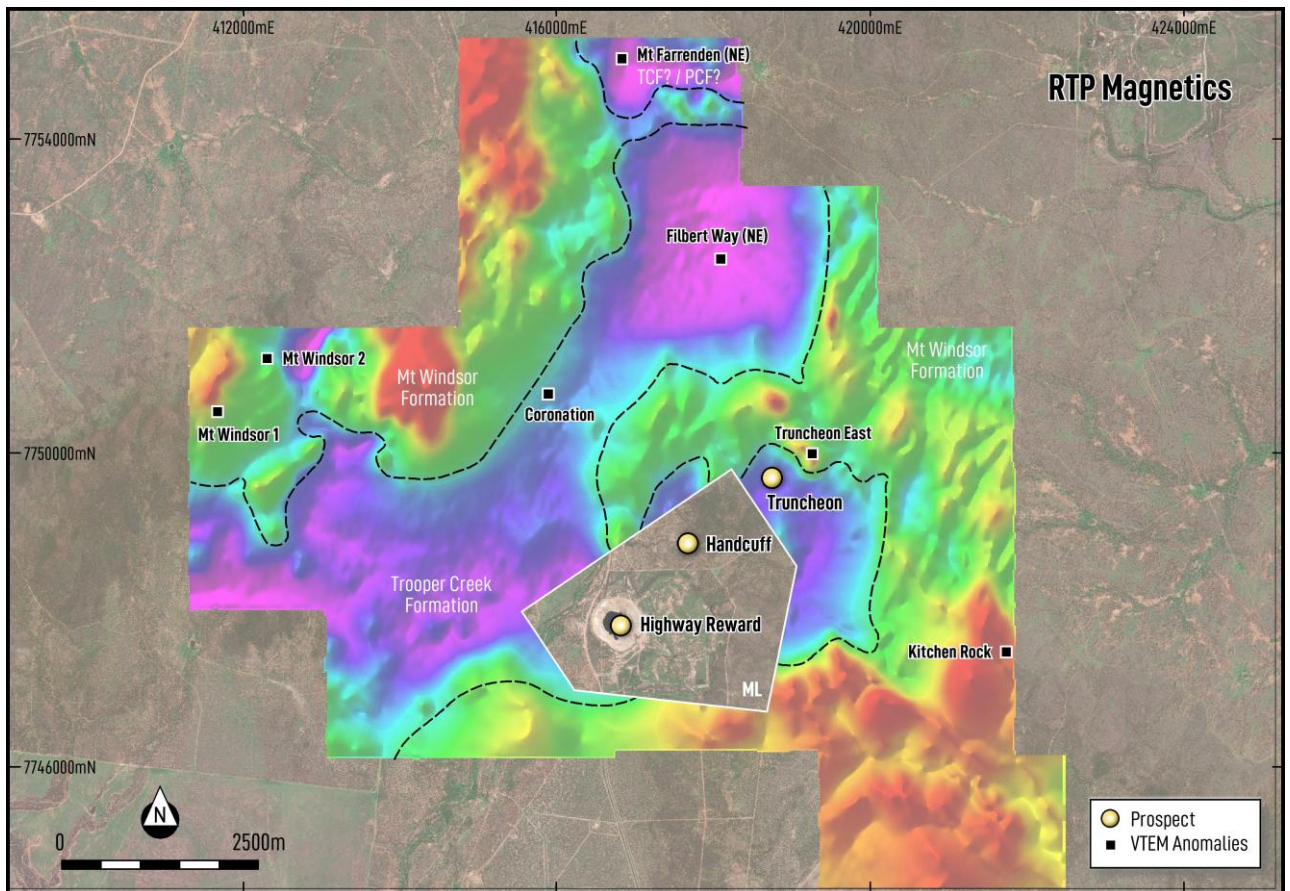 412000mE
416000mE
420000mE
424000mE
Mt Farrenden (NE)
TCF? / PCF?
RTP Magnetics
7754000mN
Filbert Way (NE)
Mt Windsor 2
Mt Windsor
Formation
Mt Windsor
Formation
Mt Windsor 1
Coronation
Truncheon East
7750000mN
Truncheon
Handcuff
Trooper Creek
Formation
Highway Reward
Kitchen Rock
ML
7746000mN
N
0
2500m
Prospect
VTEM Anomalies